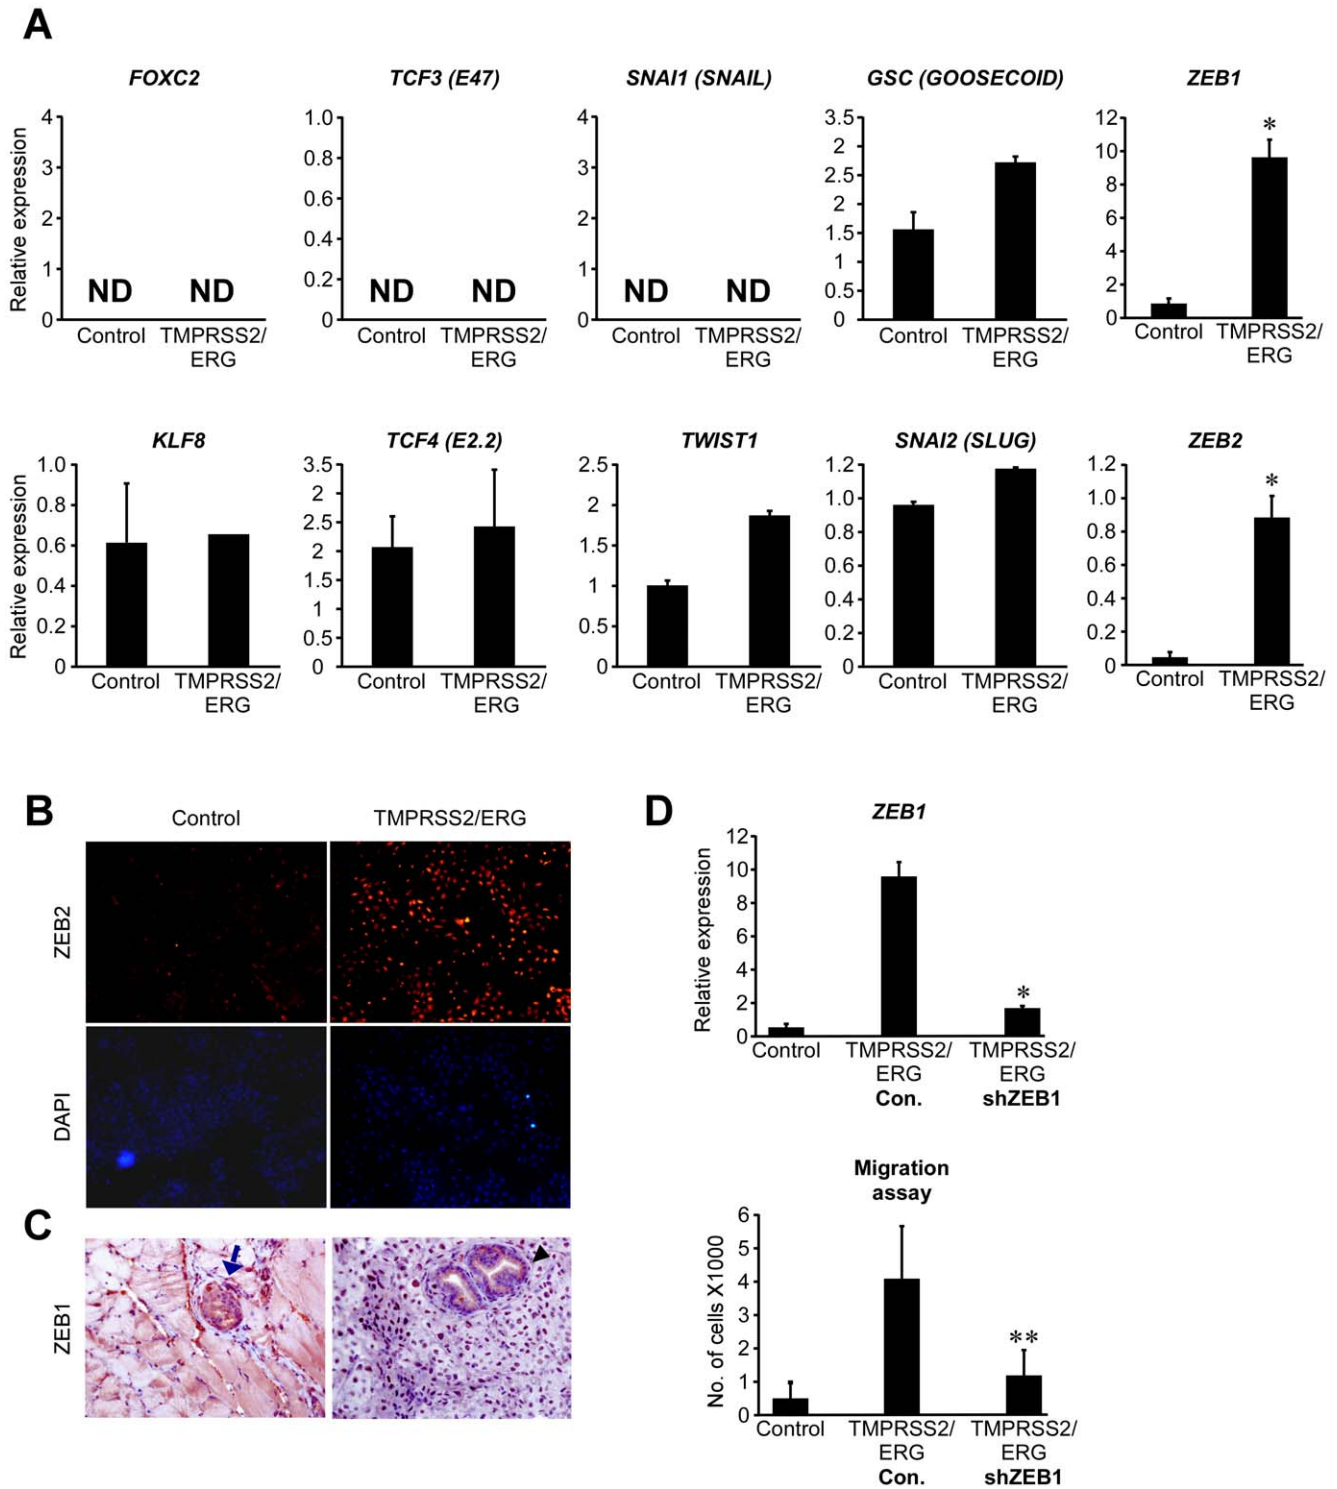 A
FOXC2
TCF3 (E47)
SNAI1 (SNAIL)
GSC (GOOSECOID)
ZEB1
Relative expression
4
3
2
1
0
ND ND
Control TMPRSS2/
ERG
1.0
0.8
0.6
0.4
0.2
0
ND ND
Control TMPRSS2/
ERG
4
3
2
1
0
ND ND
Control TMPRSS2/
ERG
3.5
2
2.5
2
1.5
1
0.5
0
Control TMPRSS2/
ERG
12
10
8
6
4
2
0
*
Control TMPRSS2/
ERG
KLF8
TCF4 (E2.2)
TWIST1
SNAI2 (SLUG)
ZEB2
Relative expression
1.0
0.8
0.6
0.4
0.2
0
Control TMPRSS2/
ERG
3.5
2
2.5
2
1.5
1
0.5
0
Control TMPRSS2/
ERG
2.5
2
1.5
1
0.5
0
Control TMPRSS2/
ERG
1.2
1.0
0.8
0.6
0.4
0.2
0
Control TMPRSS2/
ERG
1.2
1.0
0.8
0.6
0.4
0.2
0
*
Control TMPRSS2/
ERG
B
Control TMPRSS2/ERG
ZEB2
DAPI
C
ZEB1
D
ZEB1
Relative expression
12
10
8
6
4
2
0
*
Control TMPRSS2/ TMPRSS2/
ERG ERG
Con. shZEB1
Migration
assay
No. of cells X1000
6
5
4
3
2
1
0
**
Control TMPRSS2/ TMPRSS2/
ERG ERG
Con. shZEB1